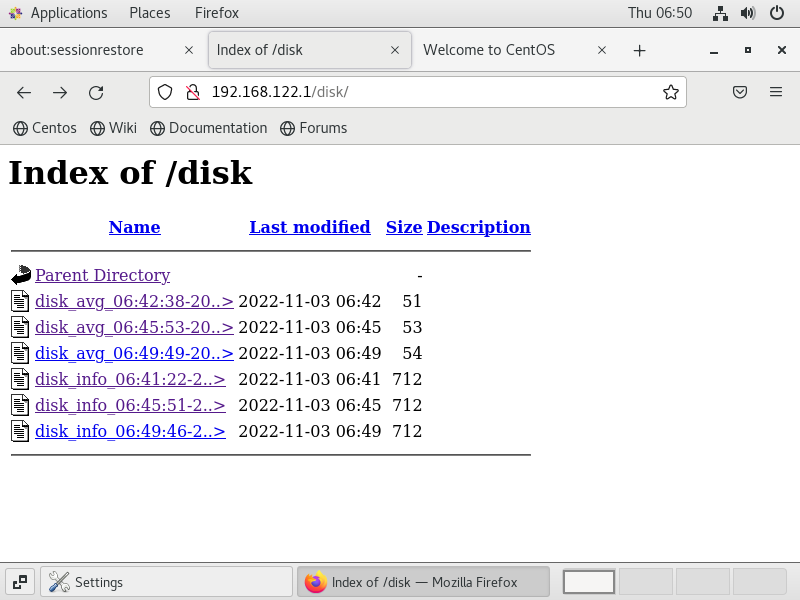 Applications Places Firefox Thu 06:50
about:sessionrestore Index of /disk Welcome to CentOS
192.168.122.1/disk/
Centos Wiki Documentation Forums
Index of /disk
Name Last modified Size Description
Parent Directory -
disk_avg_06:42:38-20..> 2022-11-03 06:42 51
disk_avg_06:45:53-20..> 2022-11-03 06:45 53
disk_avg_06:49:49-20..> 2022-11-03 06:49 54
disk_info_06:41:22-2..> 2022-11-03 06:41 712
disk_info_06:45:51-2..> 2022-11-03 06:45 712
disk_info_06:49:46-2..> 2022-11-03 06:49 712
Settings Index of /disk — Mozilla Firefox